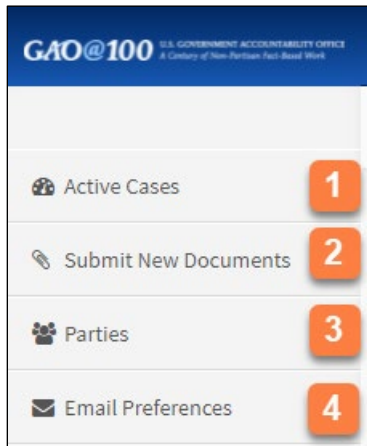 GAO@100 U.S. GOVERNMENT ACCOUNTABILITY OFFICE
A Century of Non-Partisan Fact-Based Work
Active Cases 1
Submit New Documents 2
Parties 3
Email Preferences 4